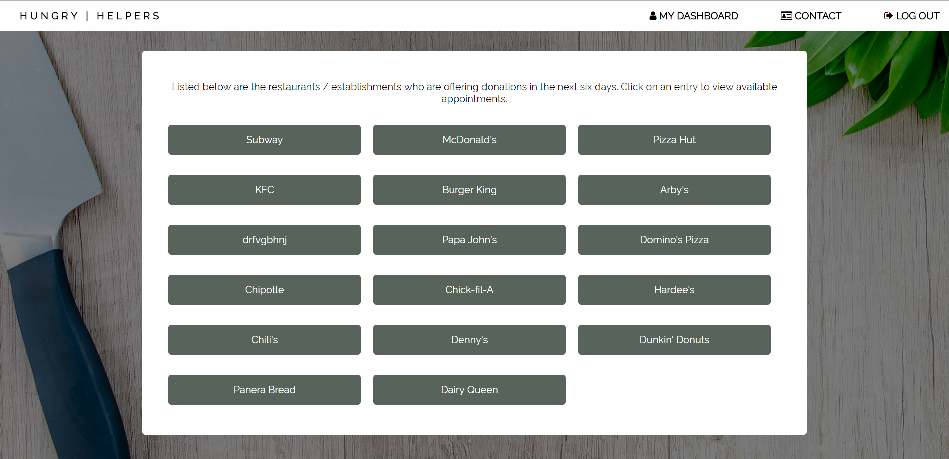 HUNGRY | HELPERS
MY DASHBOARD
CONTACT
LOG OUT
Listed below are the restaurants / establishments who are offering donations in the next six days. Click on an entry to view available
appointments.
Subway
McDonald's
Pizza Hut
KFC
Burger King
Arby's
drfvgbhnj
Papa John's
Domino's Pizza
Chipotle
Chick-fil-A
Hardee's
Chili's
Denny's
Dunkin' Donuts
Panera Bread
Dairy Queen